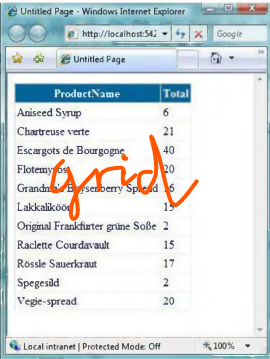 Untitled Page - Windows Internet Explorer
http://localhost:542
Google
Untitled Page
ProductName Total
Aniseed Syrup 6
Chartreuse verte 21
Escargots de Bourgogne 40
Flotemysost 20
Grandma's Boysenberry Spread 16
Lakkalikööri 15
Original Frankfurter grüne Soße 2
Raclette Courdavault 15
Rössle Sauerkraut 17
Spegesild 2
Vegie-spread 20
grid
Local intranet | Protected Mode: Off 100%